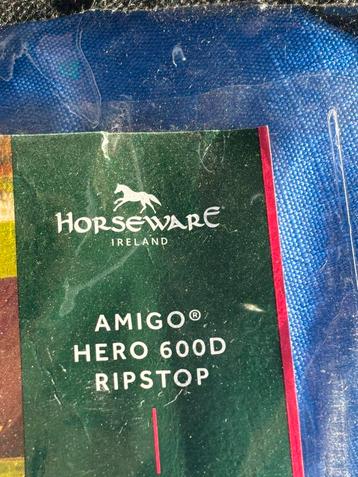 HORSEWARE
IRELAND
AMIGO®
HERO 600D
RIPSTOP